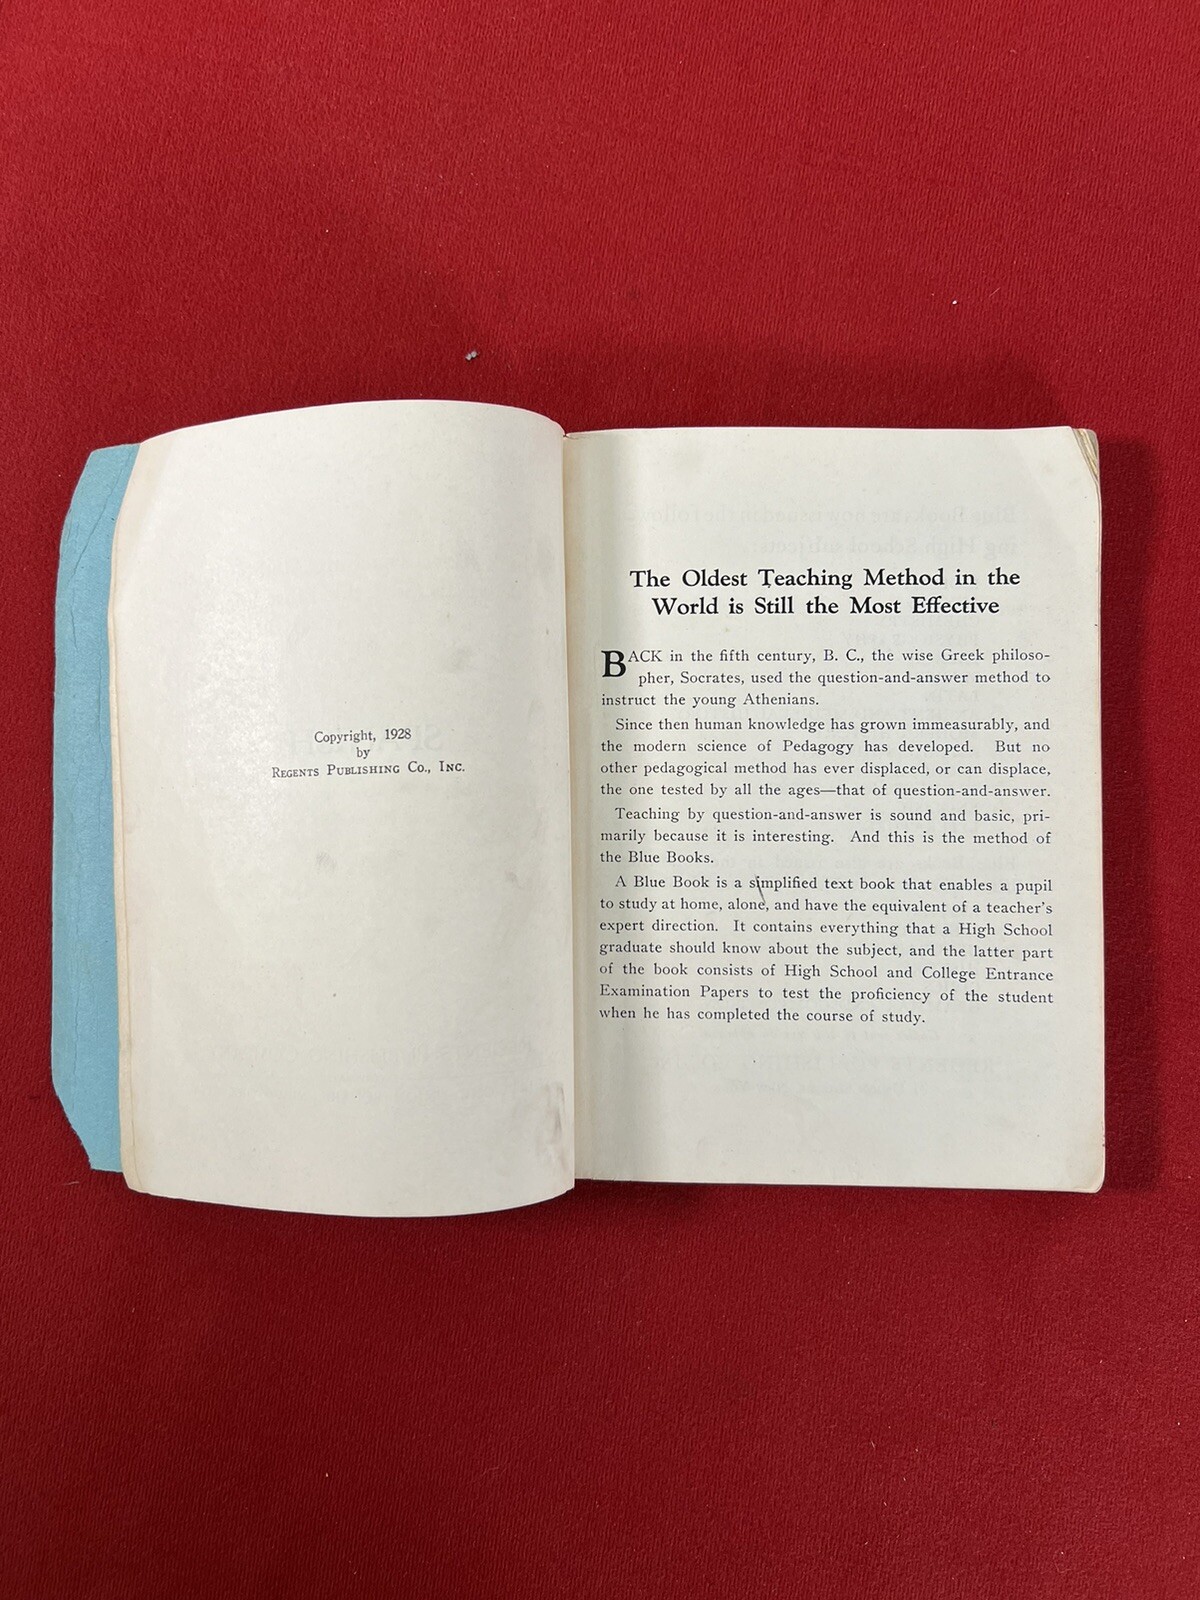 Copyright, 1928
by
REGENTS PUBLISHING CO., INC.
The Oldest Teaching Method in the
World is Still the Most Effective
BACK in the fifth century, B. C., the wise Greek philoso-
pher, Socrates, used the question-and-answer method to
instruct the young Athenians.
Since then human knowledge has grown immeasurably, and
the modern science of Pedagogy has developed. But no
other pedagogical method has ever displaced, or can displace,
the one tested by all the ages—that of question-and-answer.
Teaching by question-and-answer is sound and basic, pri-
marily because it is interesting. And this is the method of
the Blue Books.
A Blue Book is a simplified text book that enables a pupil
to study at home, alone, and have the equivalent of a teacher's
expert direction. It contains everything that a High School
graduate should know about the subject, and the latter part
of the book consists of High School and College Entrance
Examination Papers to test the proficiency of the student
when he has completed the course of study.